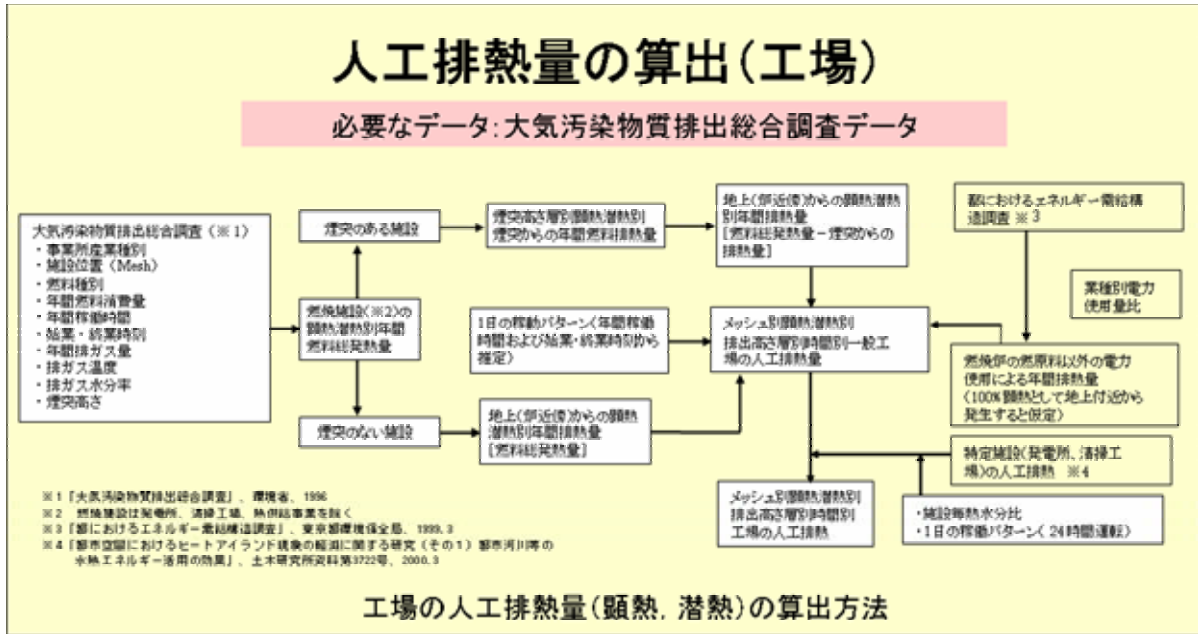 人工排熱量の算出(工場)
必要なデータ:大気汚染物質排出総合調査データ
大気汚染物質排出総合調査(※1)
・事業所産業種別
・施設位置(Mesh)
・燃料種別
・年間燃料消費量
・年間稼働時間
・始業・終業時刻
・年間排ガス量
・排ガス温度
・排ガス水分率
・煙突高さ
煙突のある施設
燃焼施設(※2)の
顕熱潜熱別年間
燃料総発熱量
煙突のない施設
煙突高さ層別顕熱潜熱別
煙突からの年間燃料排熱量
1日の稼動パターン(年間稼働
時間および始業・終業時刻から
推定)
地上(炉近傍)からの顕熱
潜熱別年間排熱量
[燃料総発熱量]
地上(炉近傍)からの顕熱潜熱
別年間排熱量
[燃料総発熱量-煙突からの
排熱量]
メッシュ別顕熱潜熱別
排出高さ層別時間別一般工
場の人工排熱量
メッシュ別顕熱潜熱別
排出高さ層別時間別
工場の人工排熱
都におけるエネルギー需給構
造調査 ※3
業種別電力
使用量比
燃焼炉の燃原料以外の電力
使用による年間排熱量
(100%顕熱として地上付近から
発生すると仮定)
特定施設(発電所、清掃工
場)の人工排熱 ※4
・施設毎熱水分比
・1日の稼働パターン(24時間運転)
※1『大気汚染物質排出総合調査』、環境省、1996
※2 燃焼施設は発電所、清掃工場、熱供給事業を除く
※3『都におけるエネルギー需給構造調査』、東京都環境保全局、1999.3
※4『都市空間におけるヒートアイランド現象の軽減に関する研究(その1)都市河川等の
水熱エネルギー活用の効果』、土木研究所資料第3722号、2000.3
工場の人工排熱量(顕熱,潜熱)の算出方法